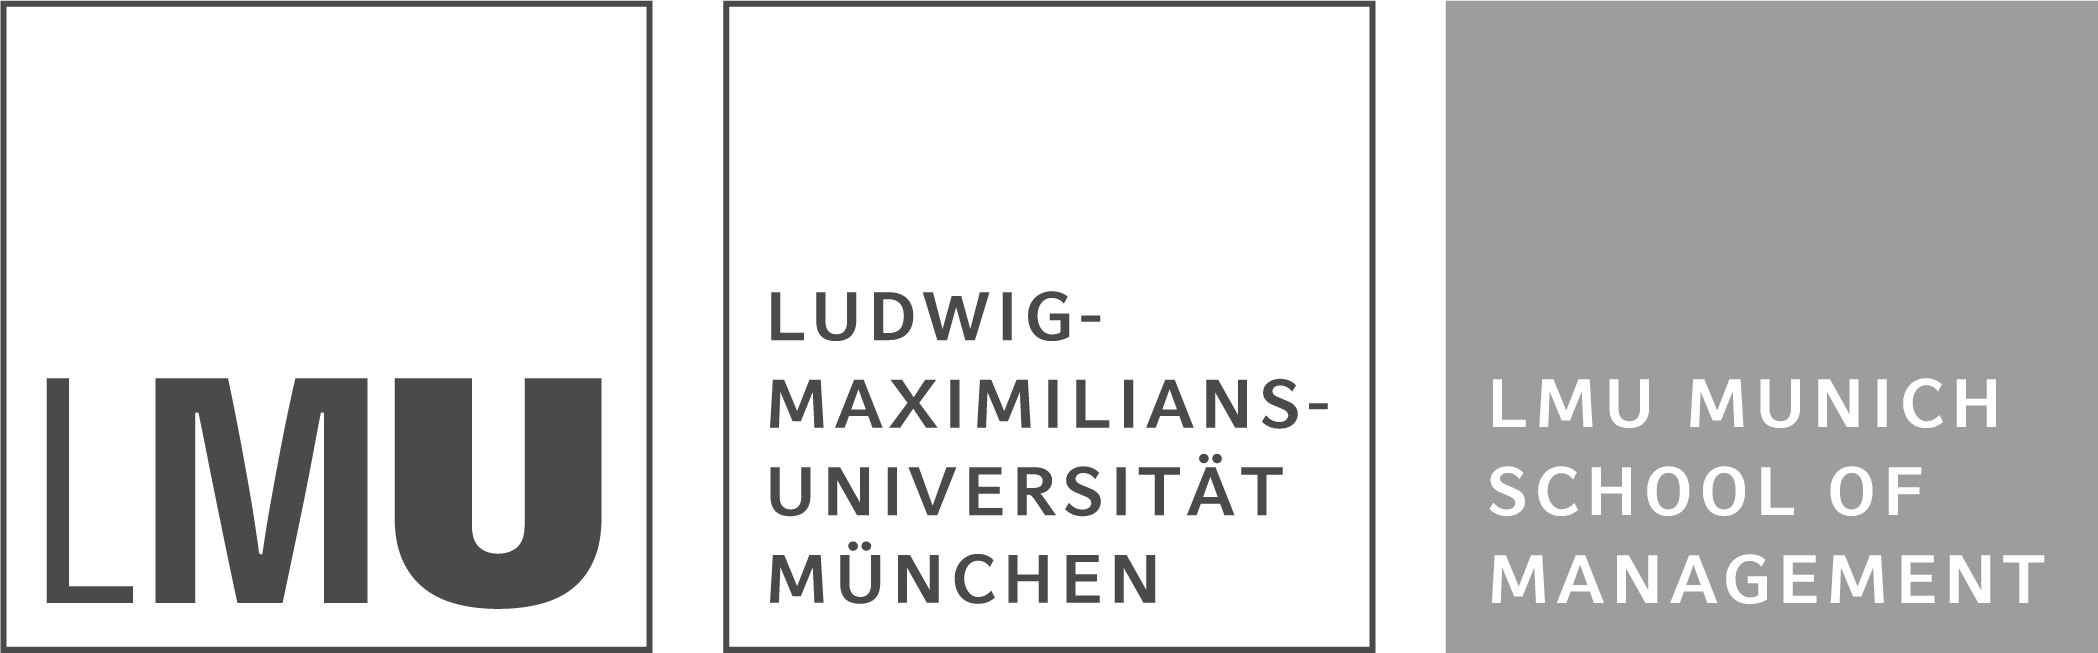 LMU
LUDWIG-
MAXIMILIANS-
UNIVERSITÄT
MÜNCHEN
LMU MUNICH
SCHOOL OF
MANAGEMENT